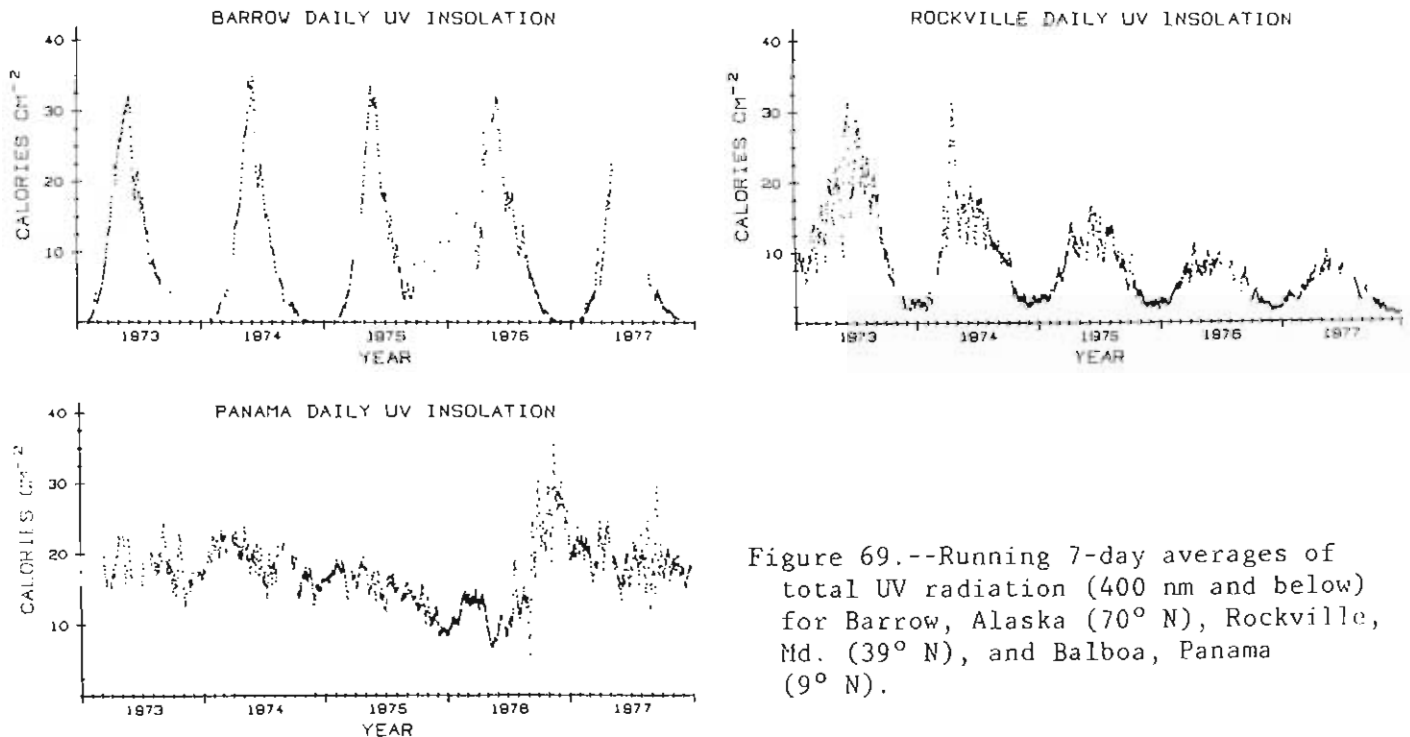 BARROW DAILY UV INSOLATION
40
30
20
10
CALORIES CM⁻²
1973 1974 1975 1976 1977
YEAR
ROCKVILLE DAILY UV INSOLATION
40
30
20
10
CALORIES CM⁻²
1973 1974 1975 1976 1977
YEAR
PANAMA DAILY UV INSOLATION
40
30
20
10
CALORIES CM⁻²
1973 1974 1975 1976 1977
YEAR
Figure 69.--Running 7-day averages of
total UV radiation (400 nm and below)
for Barrow, Alaska (70° N), Rockville,
Md. (39° N), and Balboa, Panama
(9° N).